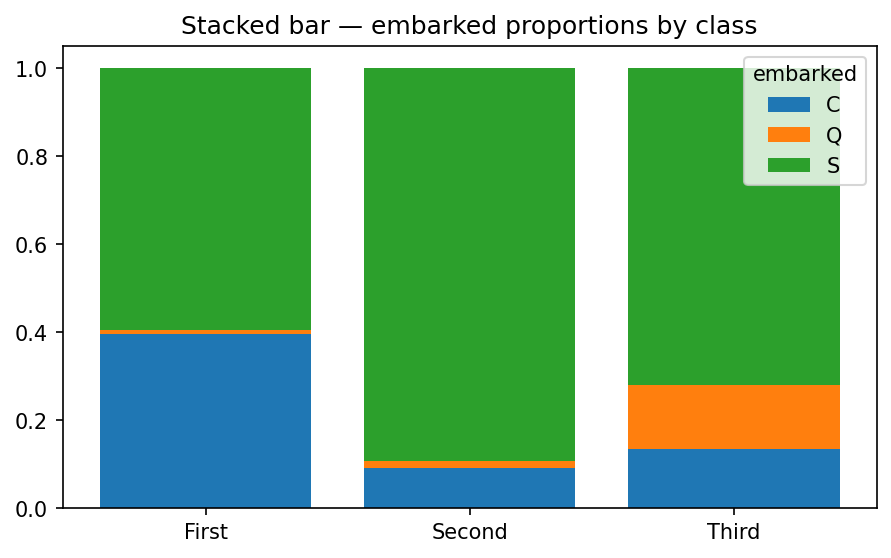 Stacked bar — embarked proportions by class
embarked
C
Q
S
1.0
0.8
0.6
0.4
0.2
0.0
First
Second
Third